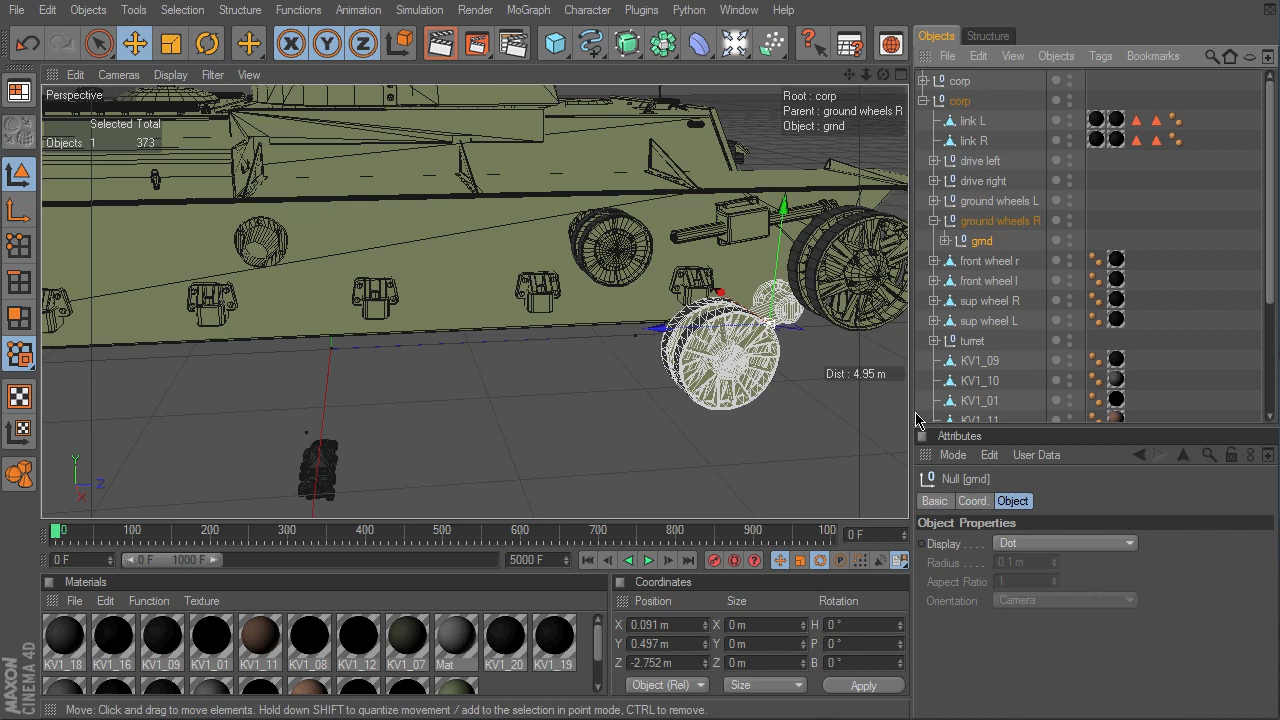 File Edit Objects Tools Selection Structure Functions Animation Simulation Render MoGraph Character Plugins Python Window Help
Objects Structure
File Edit View Objects Tags Bookmarks
Edit Cameras Display Filter View
Perspective
Selected Total
Objects 1 373
Root : corp
Parent : ground wheels R
Object : grnd
Dist : 4.95 m
Y
Z
X
corp
corp
link L
link R
drive left
drive right
ground wheels L
ground wheels R
grnd
front wheel r
front wheel l
sup wheel R
sup wheel L
turret
KV1_09
KV1_10
KV1_01
KV1_11
Attributes
Mode Edit User Data
Null [grnd]
Basic Coord. Object
Object Properties
Display . . . . Dot
Radius . . . . 0.1 m
Aspect Ratio 1
Orientation Camera
0 100 200 300 400 500 600 700 800 900 100 0 F
0 F 0 F 1000 F 5000 F
Materials
File Edit Function Texture
KV1_18 KV1_16 KV1_09 KV1_01 KV1_11 KV1_08 KV1_12 KV1_07 Mat KV1_20 KV1_19
Coordinates
Position Size Rotation
X 0.091 m X 0 m H 0 °
Y 0.497 m Y 0 m P 0 °
Z -2.752 m Z 0 m B 0 °
Object (Rel) Size Apply
MAXON
CINEMA 4D
Move: Click and drag to move elements. Hold down SHIFT to quantize movement / add to the selection in point mode, CTRL to remove.